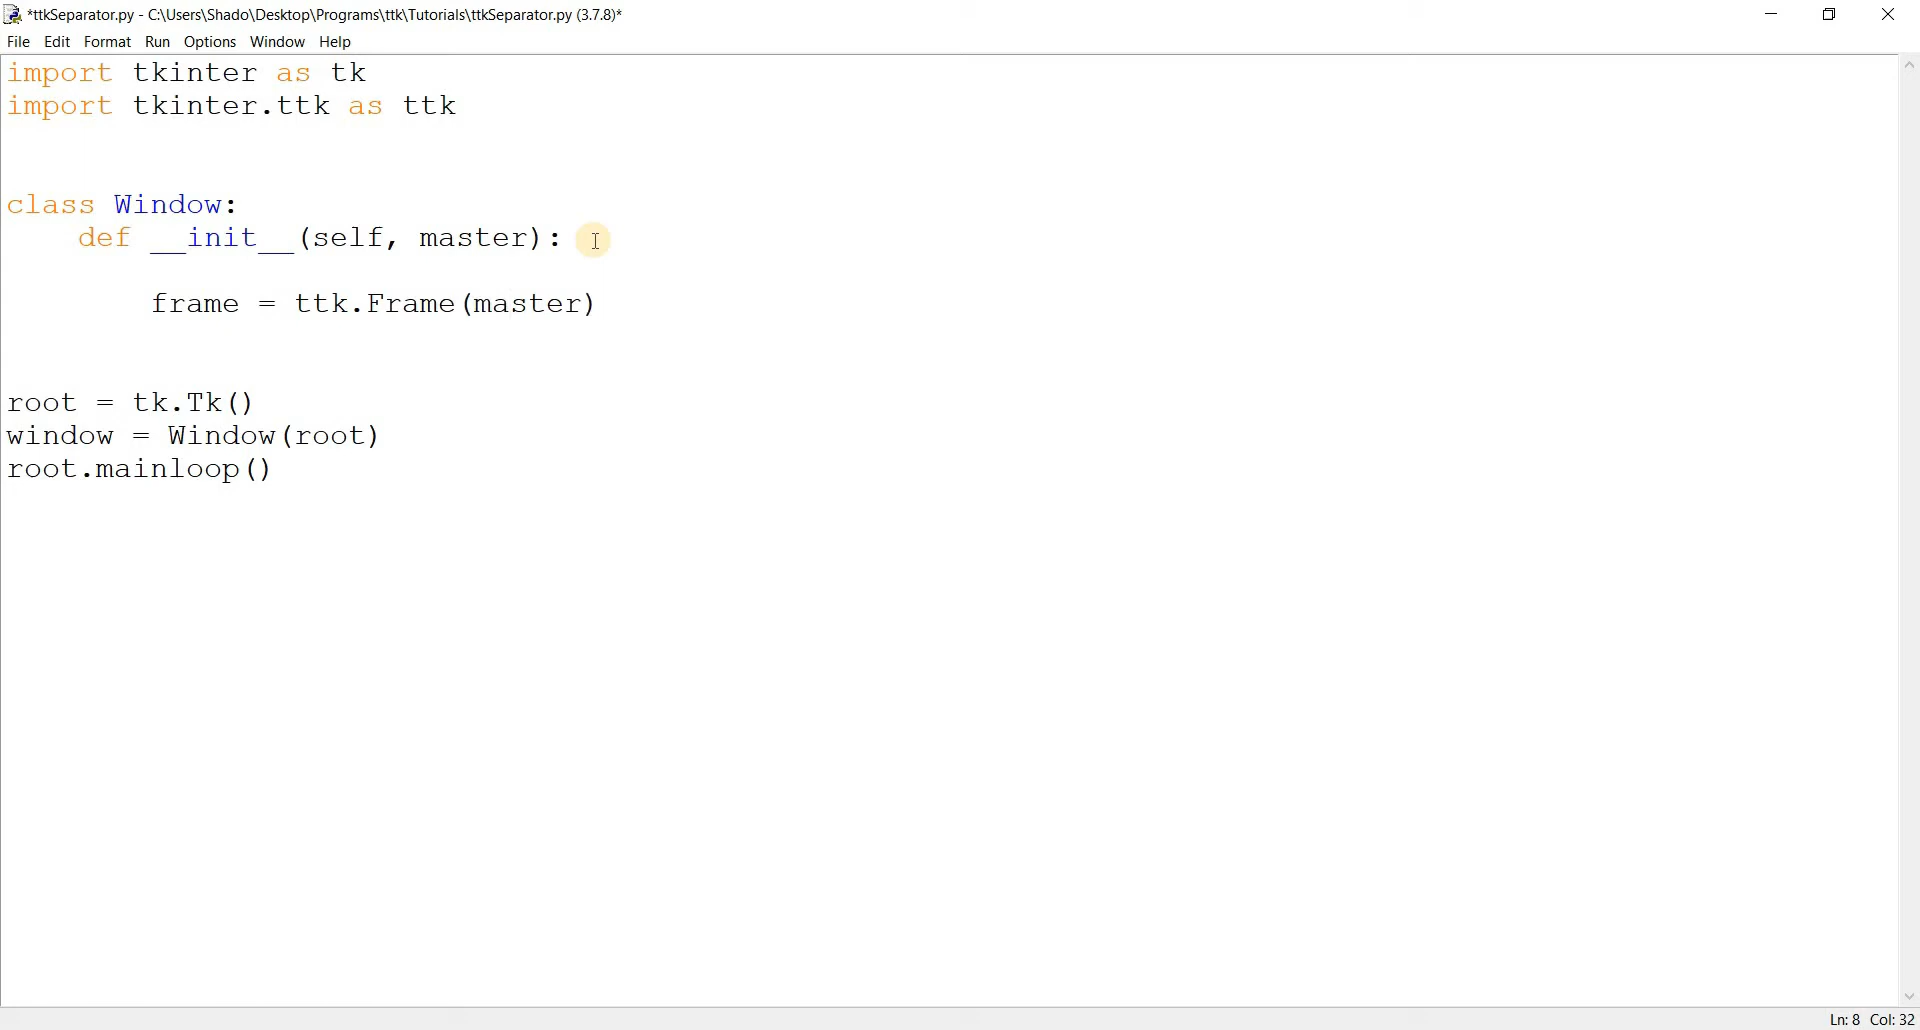 *ttkSeparator.py - C:\Users\Shado\Desktop\Programs\ttk\Tutorials\ttkSeparator.py (3.7.8)*
File Edit Format Run Options Window Help
import tkinter as tk
import tkinter.ttk as ttk
class Window:
    def __init__(self, master):
        frame = ttk.Frame(master)
root = tk.Tk()
window = Window(root)
root.mainloop()
Ln: 8 Col: 32